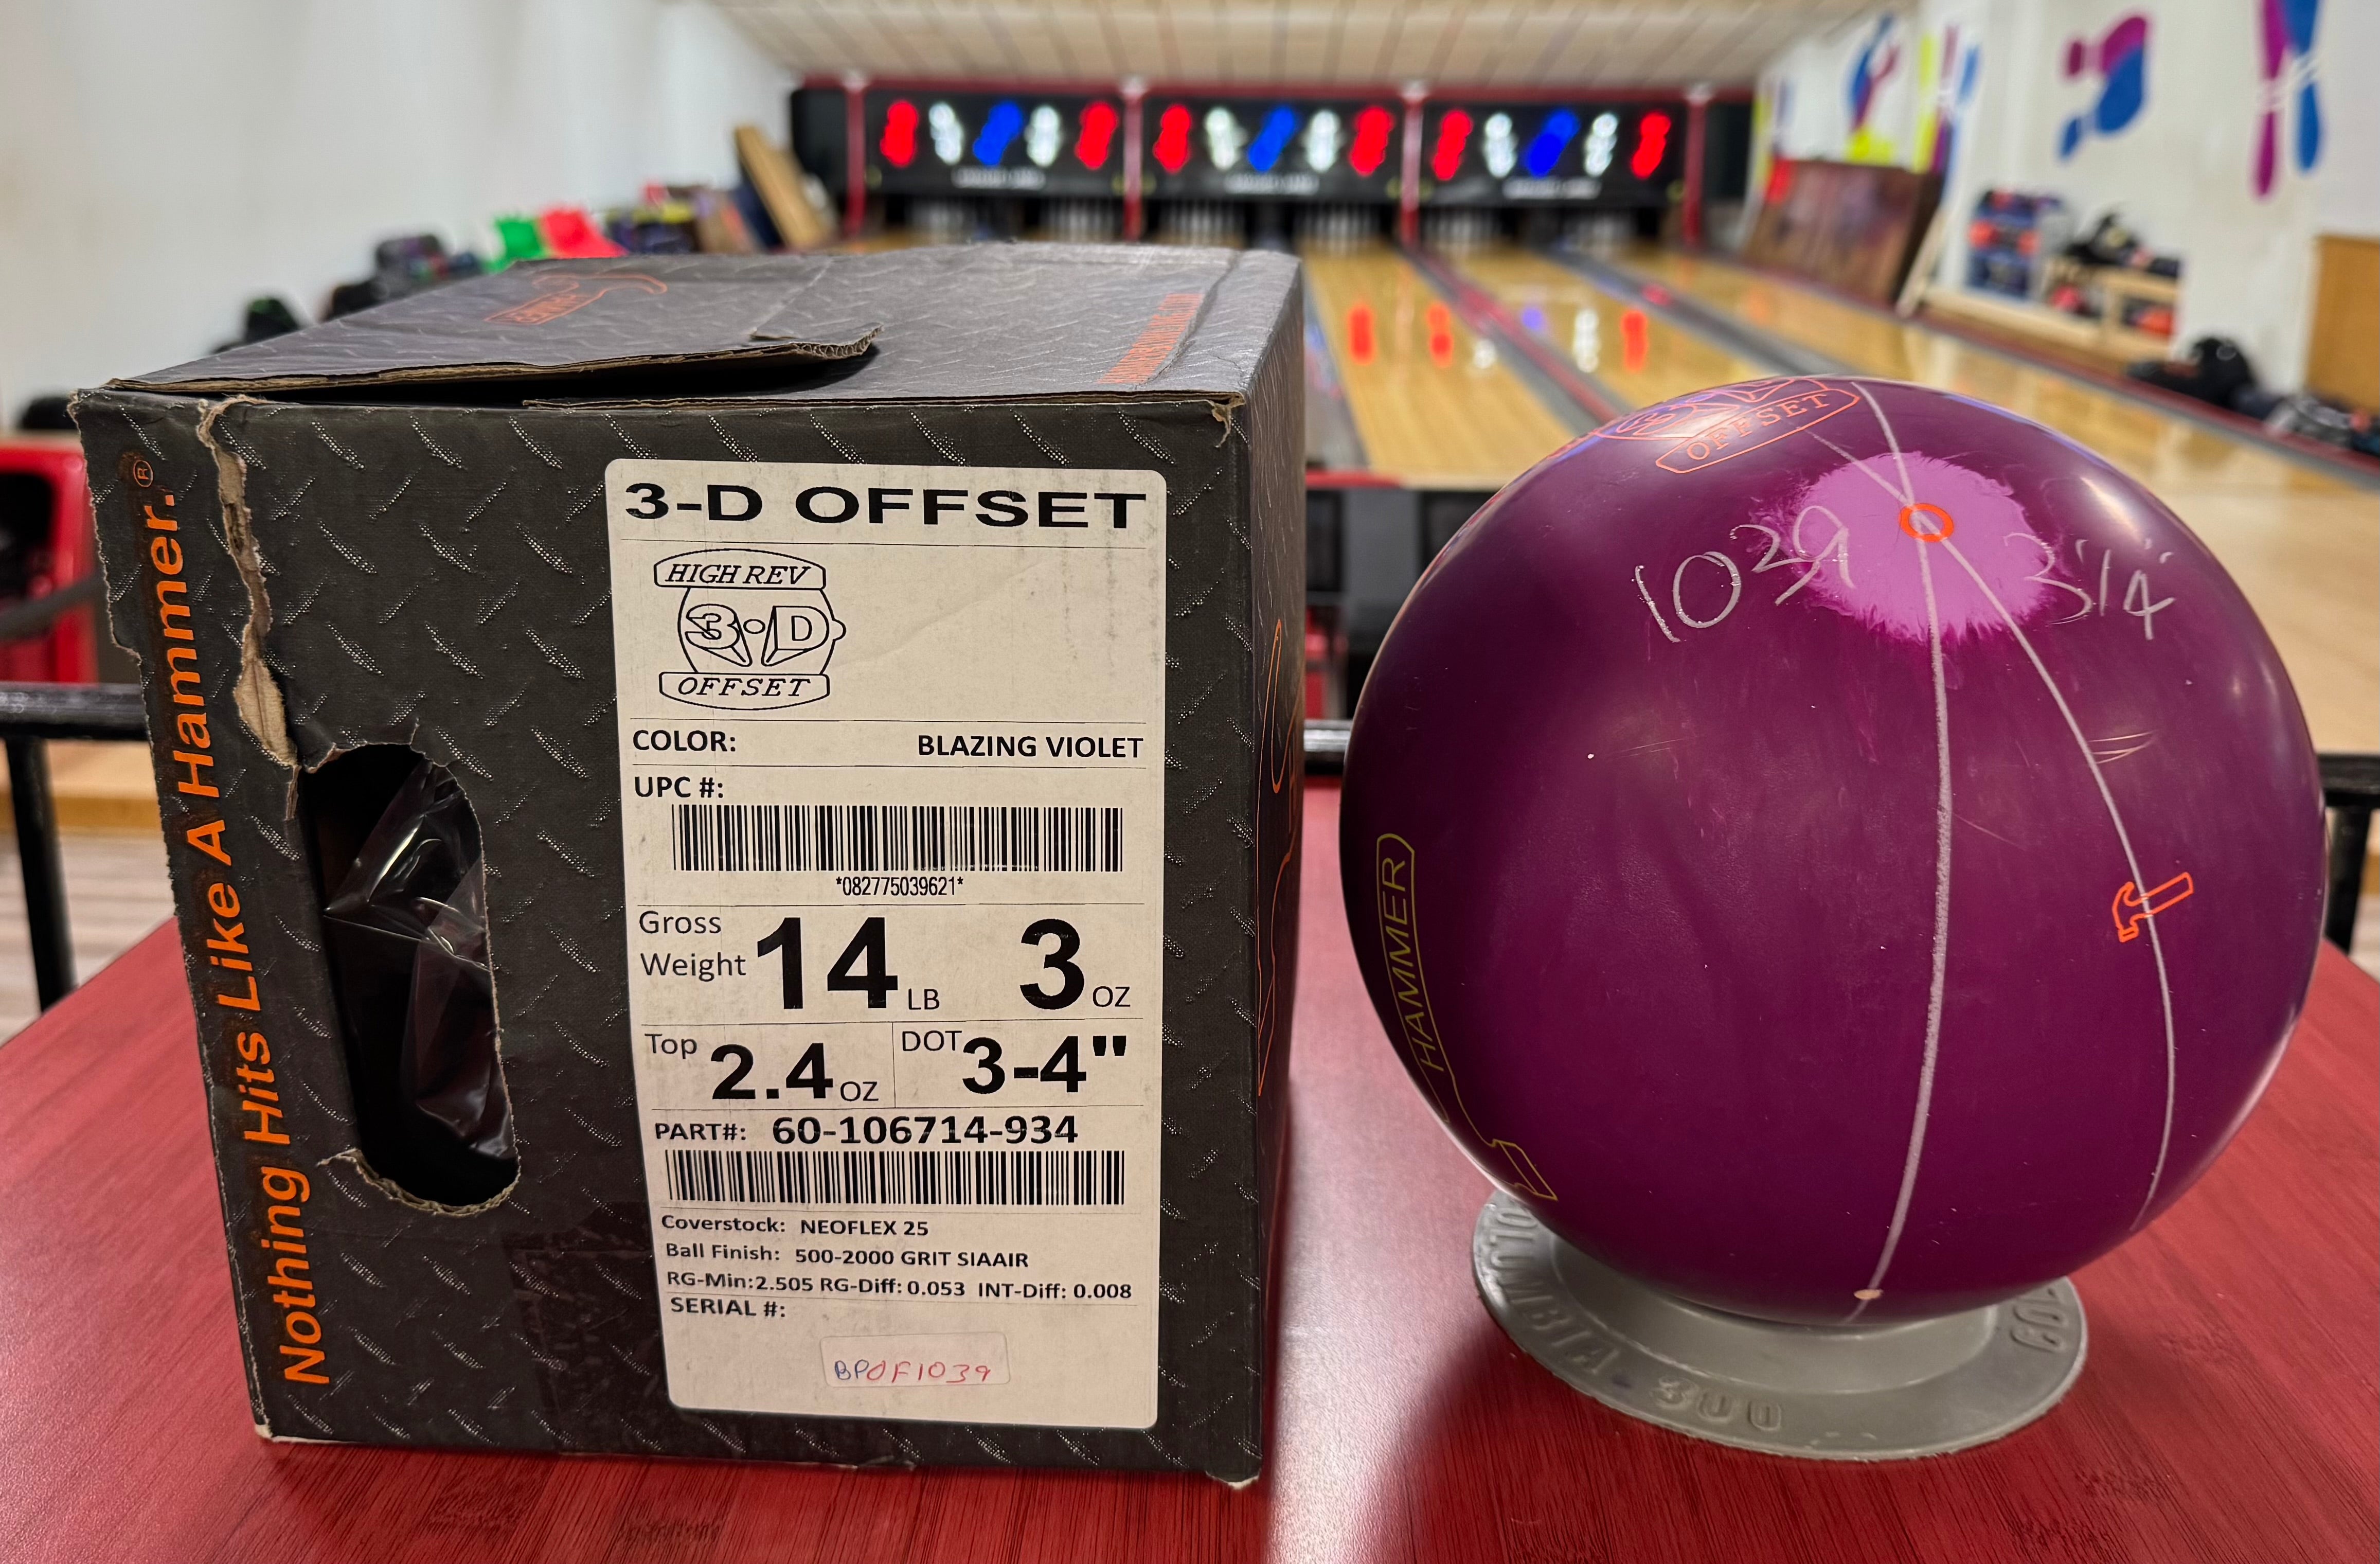 Nothing Hits Like A Hammer.®
3-D OFFSET
HIGH REV
3·D
OFFSET
COLOR: BLAZING VIOLET
UPC #:
*082775039621*
Gross Weight 14 LB 3 OZ
Top 2.4 OZ DOT 3-4"
PART#: 60-106714-934
Coverstock: NEOFLEX 25
Ball Finish: 500-2000 GRIT SIAAIR
RG-Min:2.505 RG-Diff: 0.053 INT-Diff: 0.008
SERIAL #:
BPOF1039
OFFSET
1039
3 1/4"
HAMMER
COLUMBIA 300